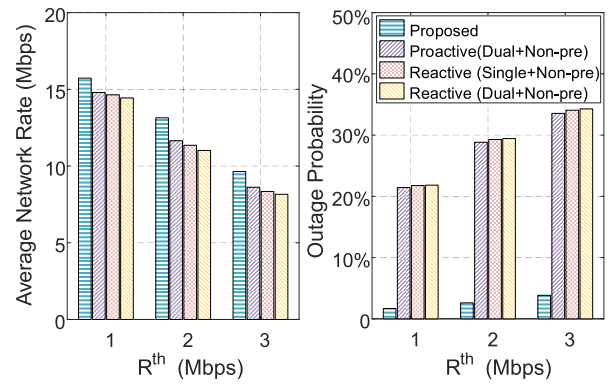 Average Network Rate (Mbps)
20
15
10
5
0
1 2 3
R^th (Mbps)
Outage Probability
50%
40%
30%
20%
10%
0
1 2 3
R^th (Mbps)
Proposed
Proactive(Dual+Non-pre)
Reactive (Single+Non-pre)
Reactive (Dual+Non-pre)